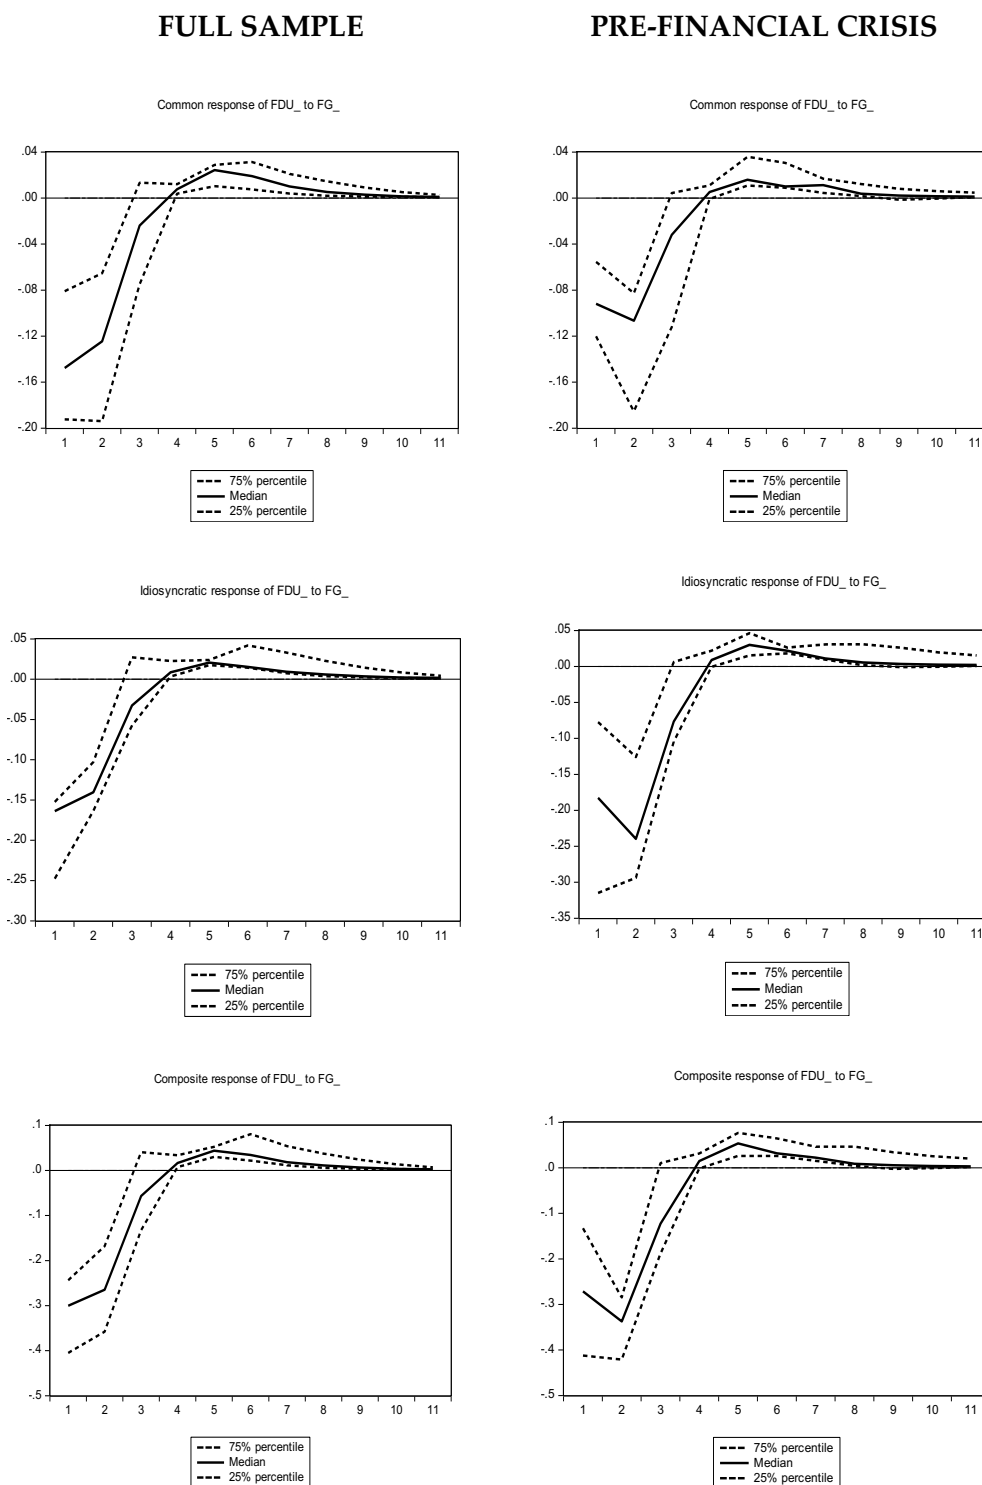 FULL SAMPLE
PRE-FINANCIAL CRISIS
Common response of FDU_ to FG_
.04
.00
-.04
-.08
-.12
-.16
-.20
1 2 3 4 5 6 7 8 9 10 11
75% percentile
Median
25% percentile
Common response of FDU_ to FG_
.04
.00
-.04
-.08
-.12
-.16
-.20
1 2 3 4 5 6 7 8 9 10 11
75% percentile
Median
25% percentile
Idiosyncratic response of FDU_ to FG_
.05
.00
-.05
-.10
-.15
-.20
-.25
-.30
1 2 3 4 5 6 7 8 9 10 11
75% percentile
Median
25% percentile
Idiosyncratic response of FDU_ to FG_
.05
.00
-.05
-.10
-.15
-.20
-.25
-.30
-.35
1 2 3 4 5 6 7 8 9 10 11
75% percentile
Median
25% percentile
Composite response of FDU_ to FG_
.1
.0
-.1
-.2
-.3
-.4
-.5
1 2 3 4 5 6 7 8 9 10 11
75% percentile
Median
25% percentile
Composite response of FDU_ to FG_
.1
.0
-.1
-.2
-.3
-.4
-.5
1 2 3 4 5 6 7 8 9 10 11
75% percentile
Median
25% percentile